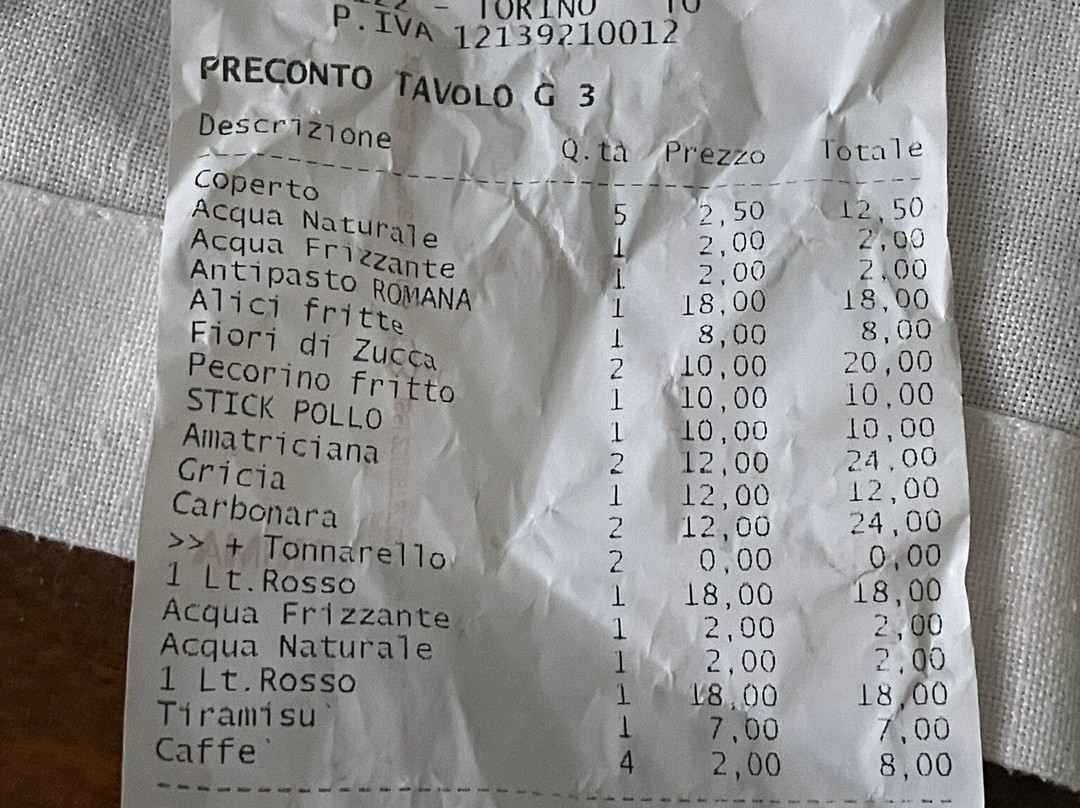 - TORINO TO
P.IVA 12139210012
PRECONTO TAVOLO G 3
Descrizione Q.ta Prezzo Totale
Coperto 5 2,50 12,50
Acqua Naturale 1 2,00 2,00
Acqua Frizzante 1 2,00 2,00
Antipasto ROMANA 1 18,00 18,00
Alici fritte 1 8,00 8,00
Fiori di Zucca 2 10,00 20,00
Pecorino fritto 1 10,00 10,00
STICK POLLO 1 10,00 10,00
Amatriciana 2 12,00 24,00
Gricia 1 12,00 12,00
Carbonara 2 12,00 24,00
>> + Tonnarello 2 0,00 0,00
1 Lt.Rosso 1 18,00 18,00
Acqua Frizzante 1 2,00 2,00
Acqua Naturale 1 2,00 2,00
1 Lt.Rosso 1 18,00 18,00
Tiramisu` 1 7,00 7,00
Caffe` 4 2,00 8,00